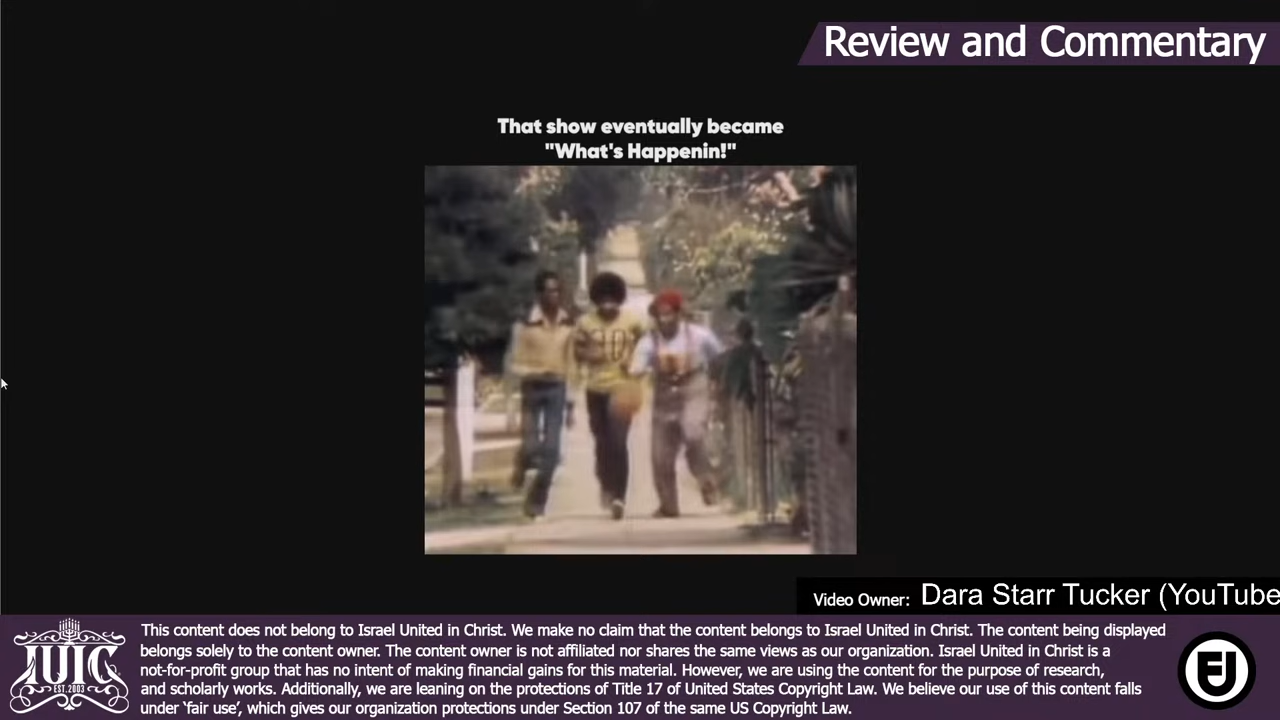 Review and Commentary
That show eventually became
"What's Happenin!"
Video Owner: Dara Starr Tucker (YouTube
This content does not belong to Israel United in Christ. We make no claim that the content belongs to Israel United in Christ. The content being displayed
belongs solely to the content owner. The content owner is not affiliated nor shares the same views as our organization. Israel United in Christ is a
not-for-profit group that has no intent of making financial gains for this material. However, we are using the content for the purpose of research,
and scholarly works. Additionally, we are leaning on the protections of Title 17 of United States Copyright Law. We believe our use of this content falls
under ‘fair use’, which gives our organization protections under Section 107 of the same US Copyright Law.
IUIC
EST.2003